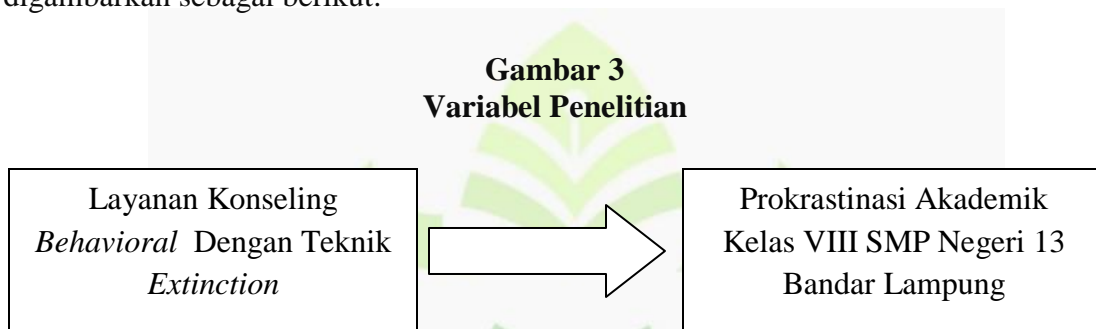 digambarkan sebagai berikut:
Gambar 3
Variabel Penelitian
Layanan Konseling
Behavioral Dengan Teknik
Extinction
Prokrastinasi Akademik
Kelas VIII SMP Negeri 13
Bandar Lampung